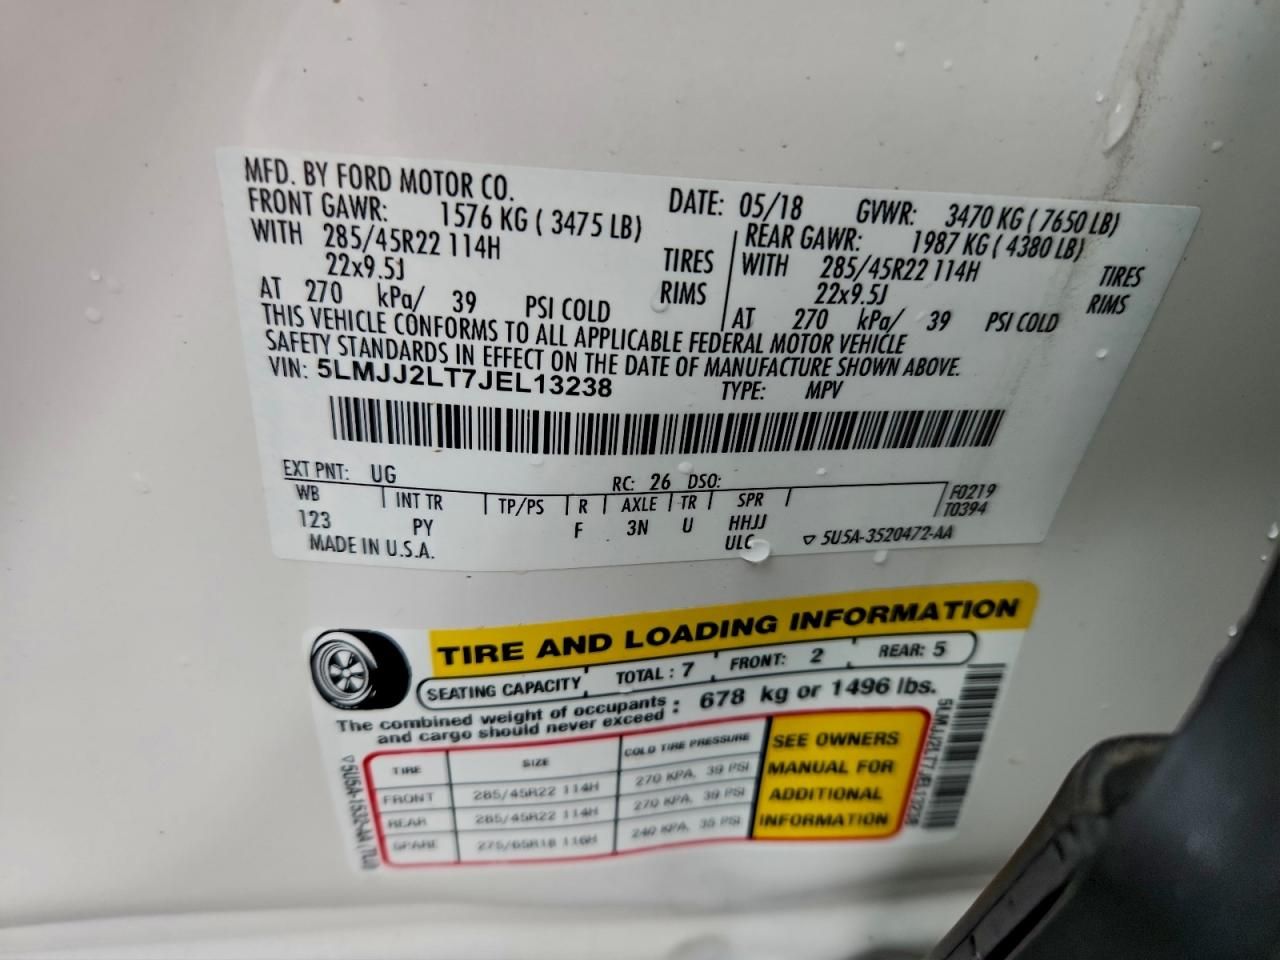 MFD. BY FORD MOTOR CO.
DATE: 05/18 GVWR: 3470 KG ( 7650 LB)
FRONT GAWR: 1576 KG ( 3475 LB) REAR GAWR: 1987 KG ( 4380 LB)
WITH 285/45R22 114H TIRES WITH 285/45R22 114H TIRES
22x9.5J RIMS 22x9.5J RIMS
AT 270 kPa/ 39 PSI COLD AT 270 kPa/ 39 PSI COLD
THIS VEHICLE CONFORMS TO ALL APPLICABLE FEDERAL MOTOR VEHICLE
SAFETY STANDARDS IN EFFECT ON THE DATE OF MANUFACTURE SHOWN ABOVE.
VIN: 5LMJJ2LT7JEL13238 TYPE: MPV
EXT PNT: UG RC: 26 DSO:
WB INT TR TP/PS R AXLE TR SPR F0219
123 PY F 3N U HHJJ T0394
MADE IN U.S.A. ULC ▽ 5U5A-3520472-AA
TIRE AND LOADING INFORMATION
SEATING CAPACITY TOTAL : 7 FRONT: 2 REAR: 5
The combined weight of occupants
and cargo should never exceed : 678 kg or 1496 lbs.
TIRE SIZE COLD TIRE PRESSURE
FRONT 285/45R22 114H 270 KPA, 39 PSI
REAR 285/45R22 114H 270 KPA, 39 PSI
SPARE 275/65R18 116H 240 KPA, 35 PSI
SEE OWNERS
MANUAL FOR
ADDITIONAL
INFORMATION
5LMJJ2LT7JEL13238